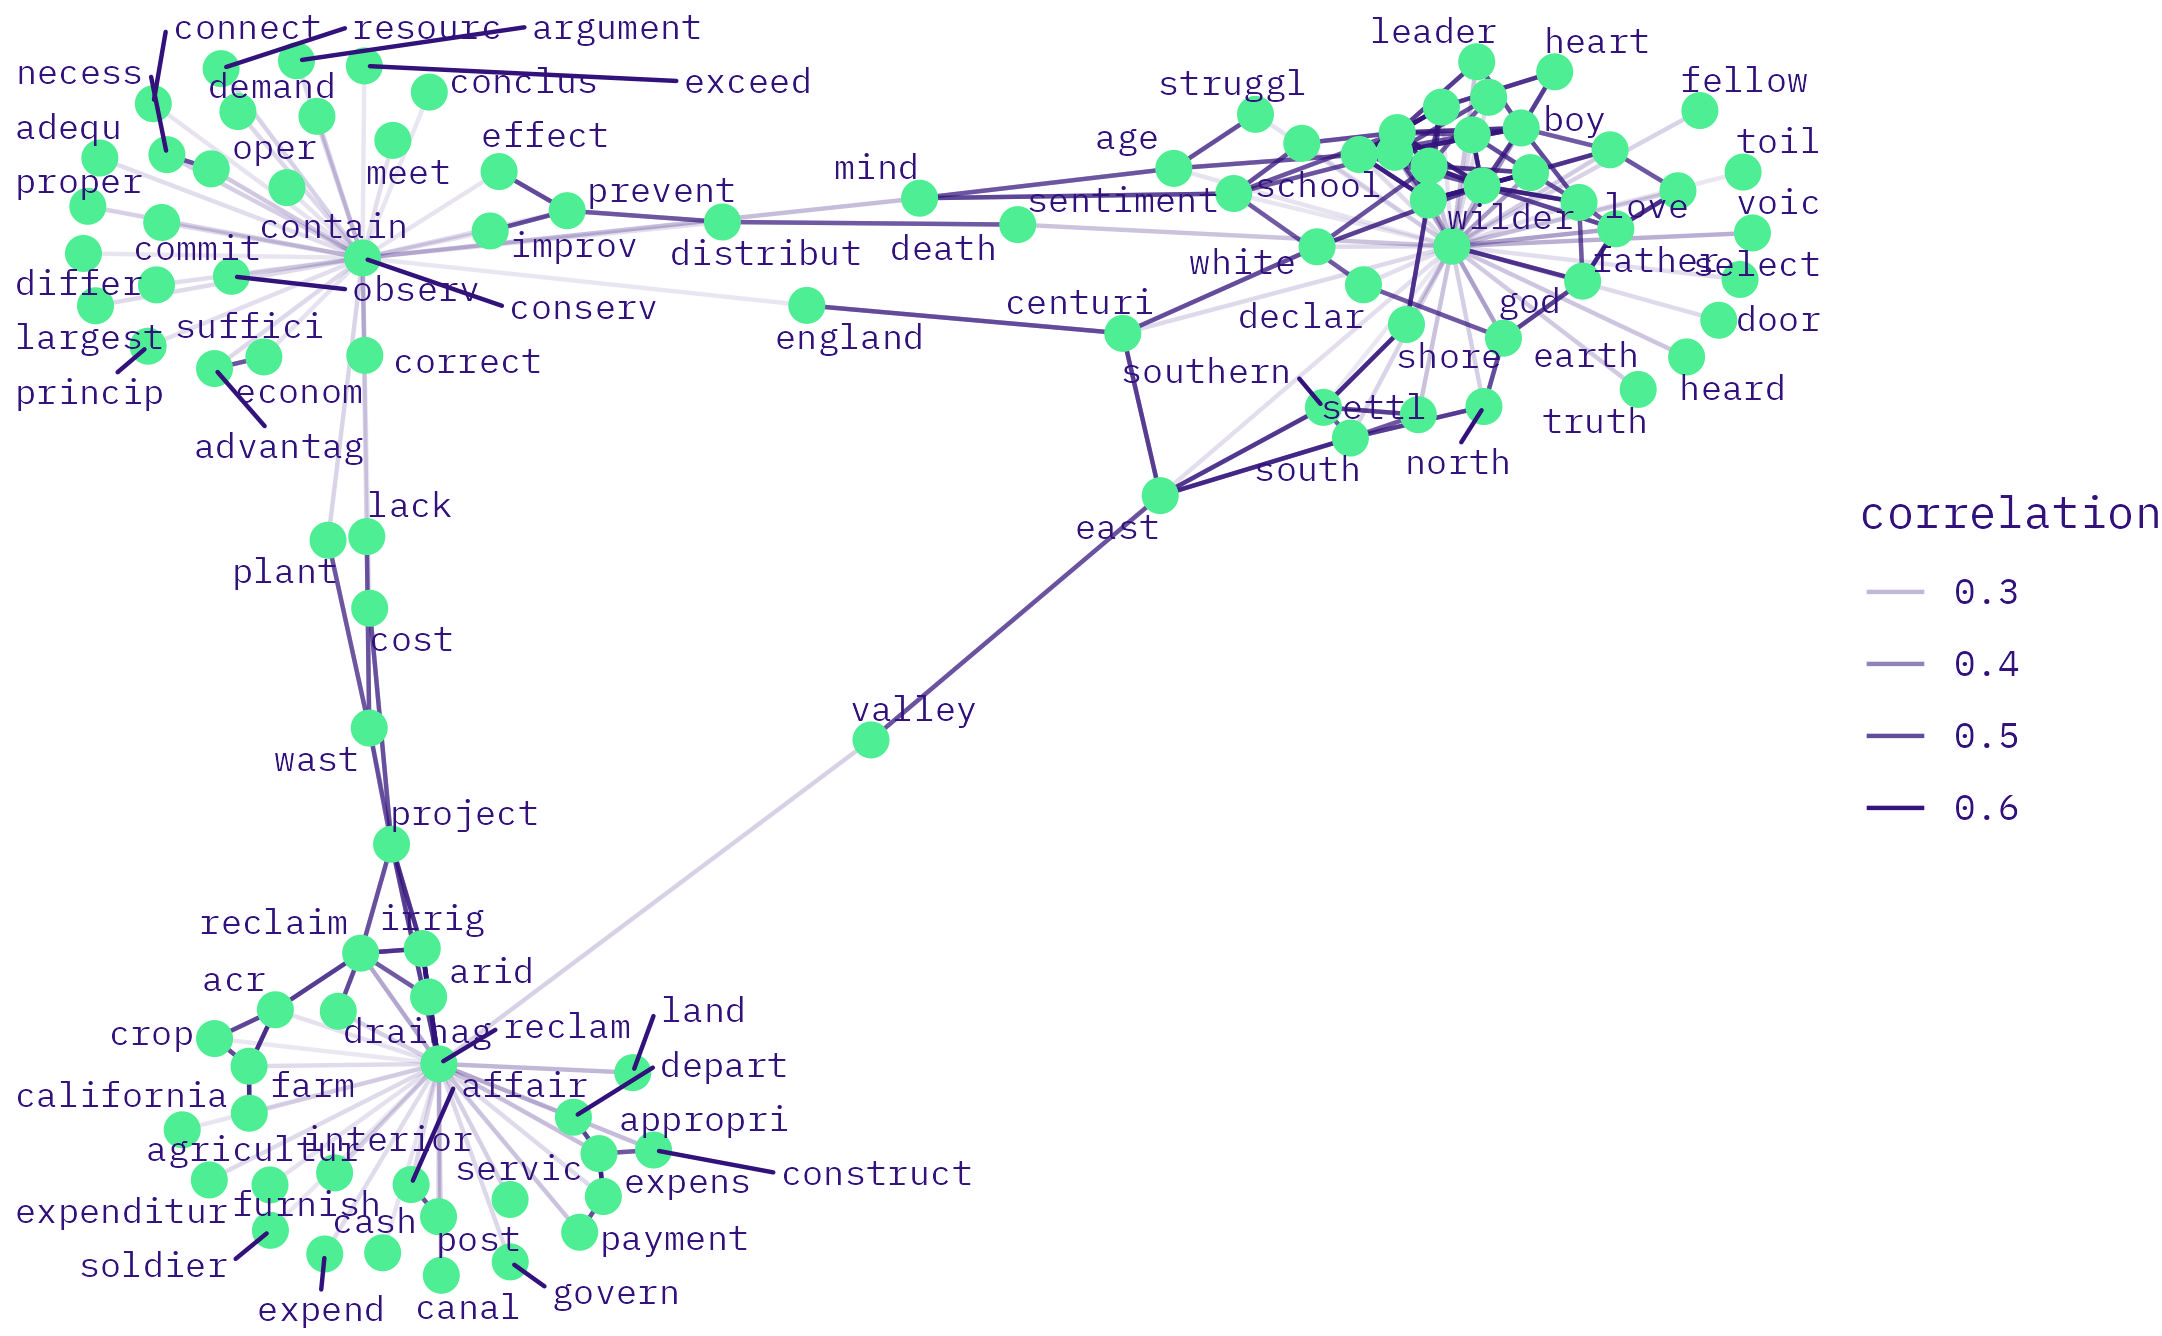 connect
resourc
argument
necess
demand
conclus
exceed
adequ
oper
meet
effect
proper
contain
prevent
commit
improv
distribut
differ
observ
conserv
largest
suffici
correct
princip
econom
advantag
mind
death
england
leader
heart
struggl
fellow
age
boy
toil
sentiment
school
wilder
love
voic
white
father
select
centuri
declar
god
door
southern
shore
earth
heard
settl
truth
south
north
east
lack
plant
cost
valley
wast
project
reclaim
irrig
acr
arid
crop
drainag
reclam
land
california
farm
affair
depart
agricultur
interior
appropri
servic
expens
construct
expenditur
furnish
cash
post
payment
soldier
expend
canal
govern
correlation
0.3
0.4
0.5
0.6